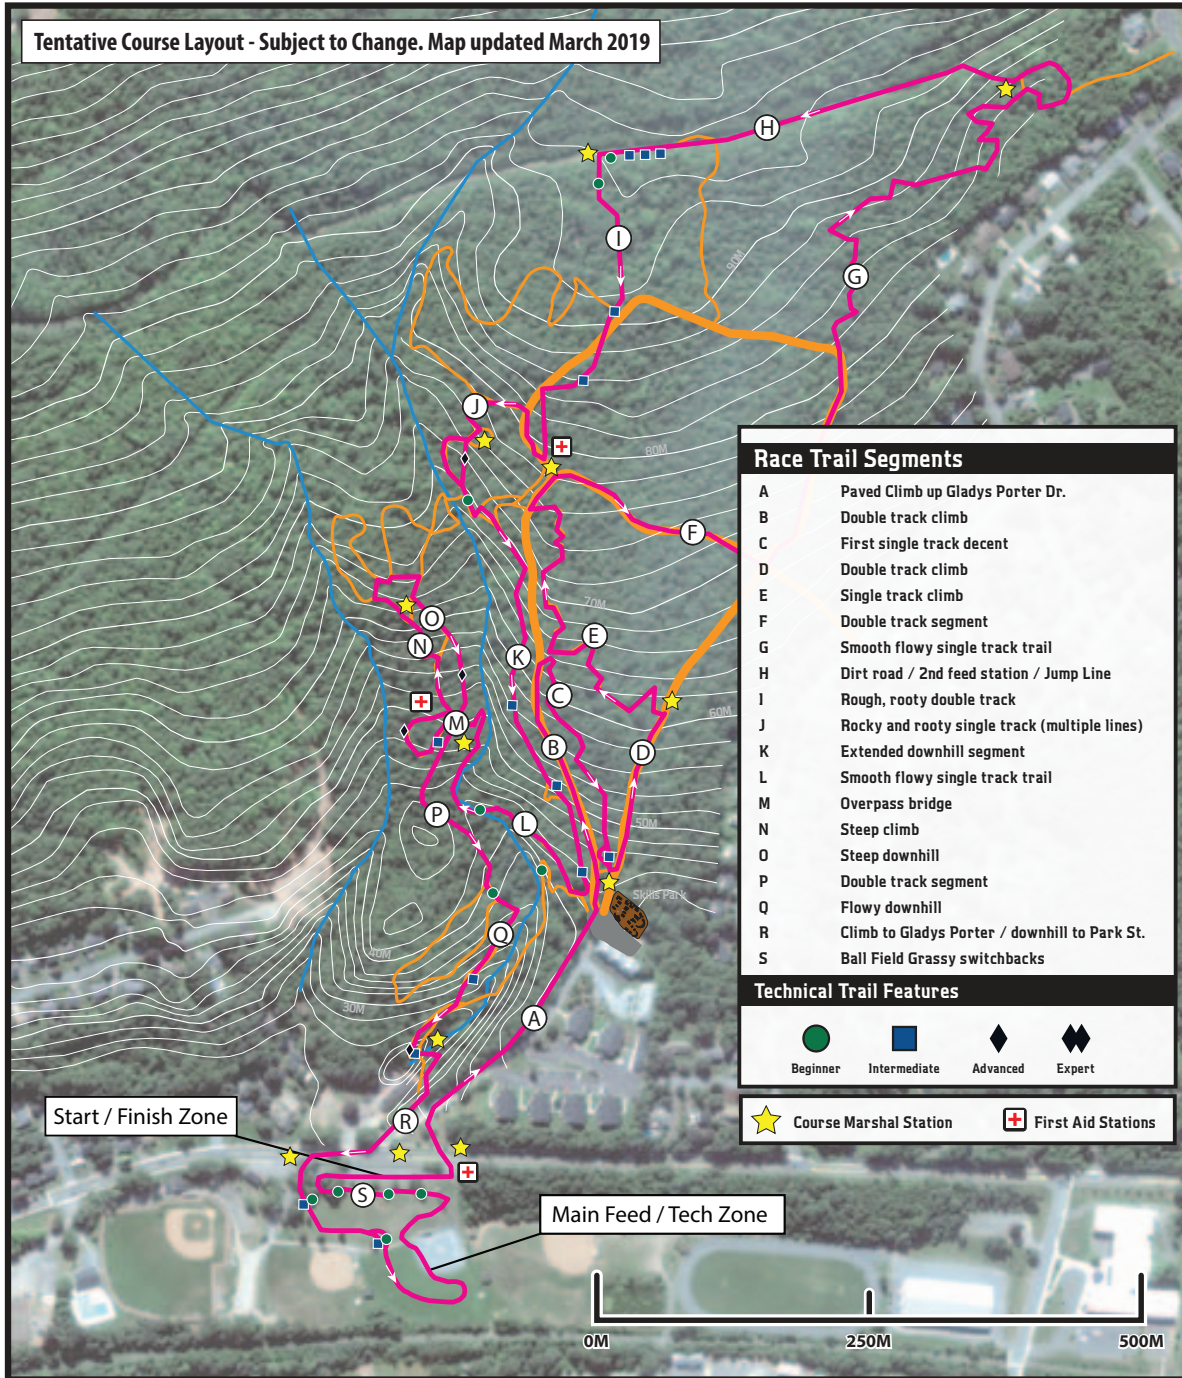 Tentative Course Layout - Subject to Change. Map updated March 2019
H
I
90M
G
J
80M
F
Race Trail Segments
A Paved Climb up Gladys Porter Dr.
B Double track climb
C First single track decent
D Double track climb
E Single track climb
F Double track segment
G Smooth flowy single track trail
H Dirt road / 2nd feed station / Jump Line
I Rough, rooty double track
J Rocky and rooty single track (multiple lines)
K Extended downhill segment
L Smooth flowy single track trail
M Overpass bridge
N Steep climb
O Steep downhill
P Double track segment
Q Flowy downhill
R Climb to Gladys Porter / downhill to Park St.
S Ball Field Grassy switchbacks
Technical Trail Features
Beginner Intermediate Advanced Expert
Course Marshal Station First Aid Stations
70M
O
E
N
K
C
60M
M
B
D
P
L
50M
Skills Park
Q
40M
30M
A
Start / Finish Zone
R
S
Main Feed / Tech Zone
0M 250M 500M